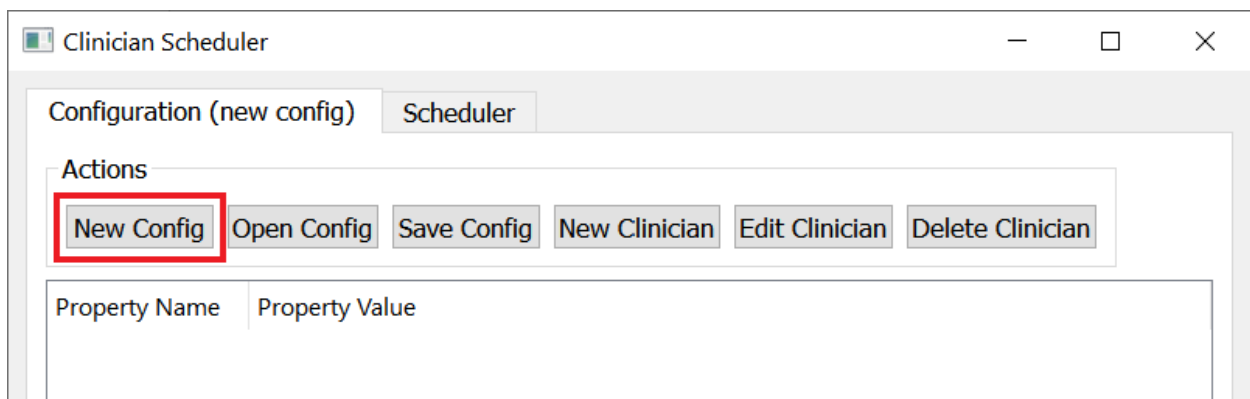 Clinician Scheduler
Configuration (new config) Scheduler
Actions
New Config Open Config Save Config New Clinician Edit Clinician Delete Clinician
Property Name Property Value